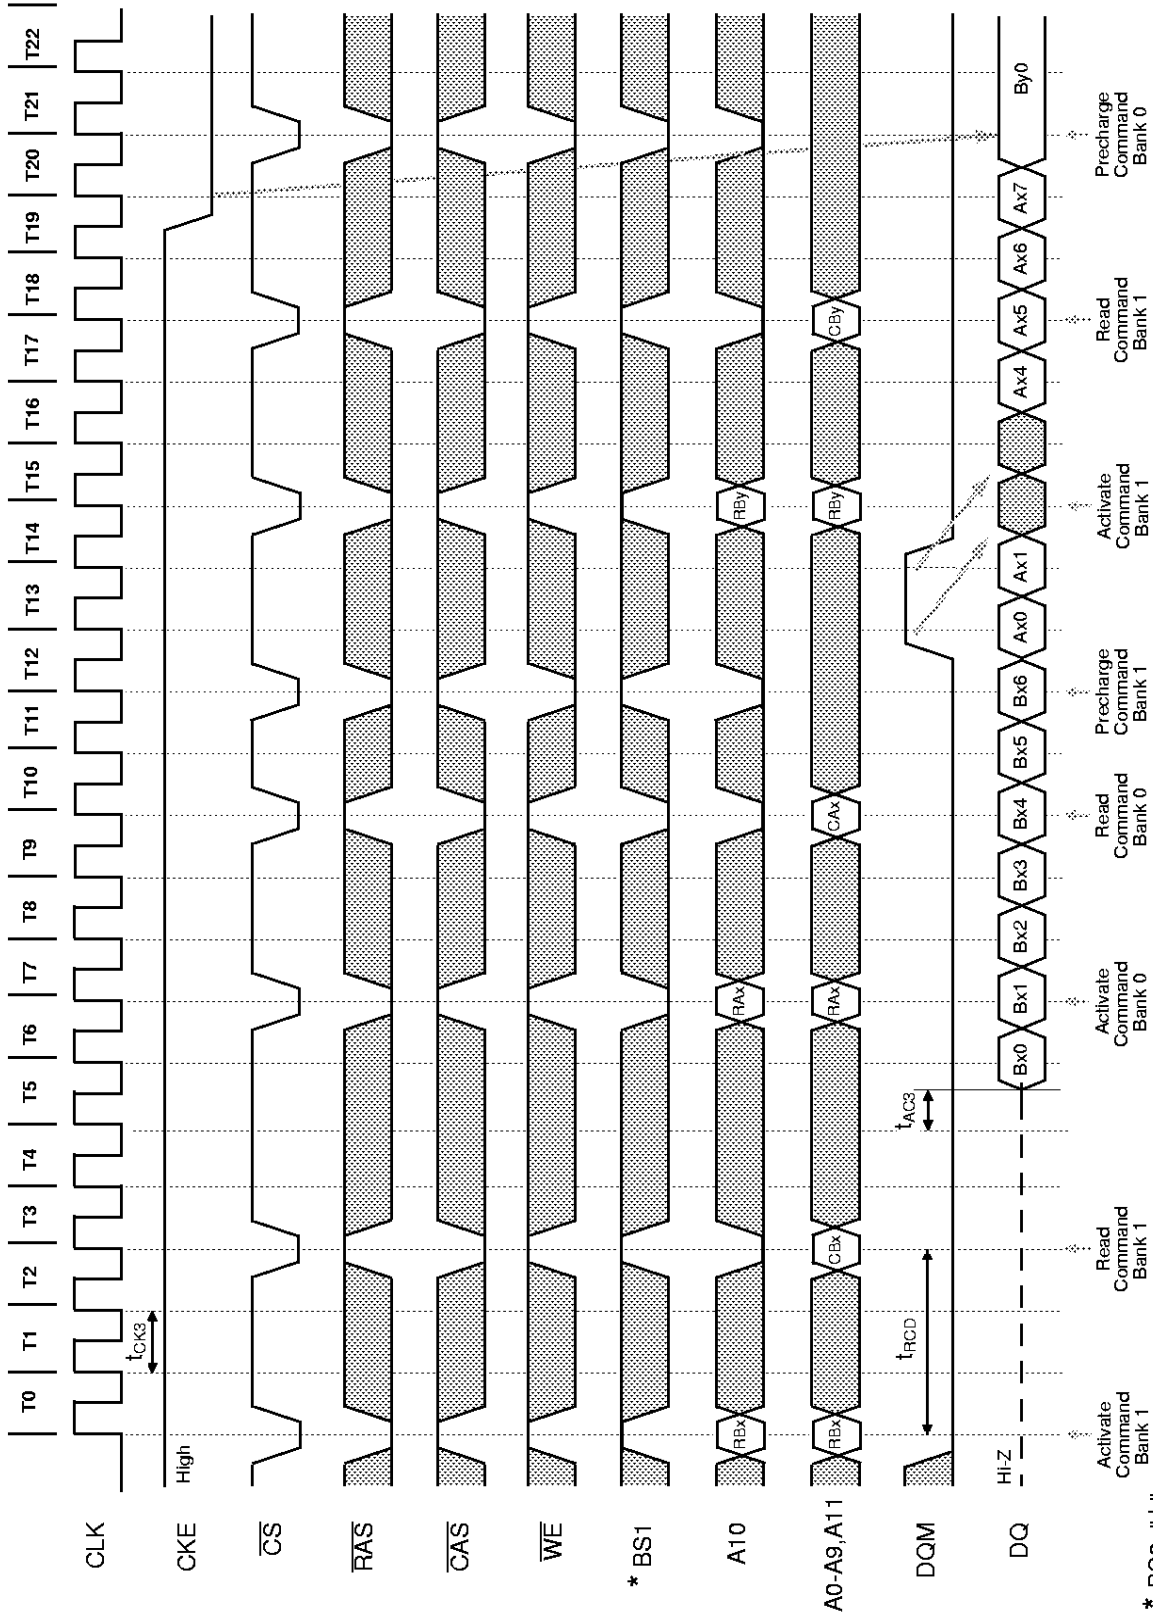 T0 T1 T2 T3 T4 T5 T6 T7 T8 T9 T10 T11 T12 T13 T14 T15 T16 T17 T18 T19 T20 T21 T22
CLK
tCK3
CKE
High
CS
RAS
CAS
WE
* BS1
A10
RBx RAx RBy
A0-A9,A11
RBx CBx RAx CAx RBy CBy
DQM
tRCD
tAC3
DQ
Hi-Z
Bx0 Bx1 Bx2 Bx3 Bx4 Bx5 Bx6 Ax0 Ax1 Ax4 Ax5 Ax6 Ax7 By0
Activate
Command
Bank 1
Read
Command
Bank 1
Activate
Command
Bank 0
Read
Command
Bank 0
Precharge
Command
Bank 1
Activate
Command
Bank 1
Read
Command
Bank 1
Precharge
Command
Bank 0